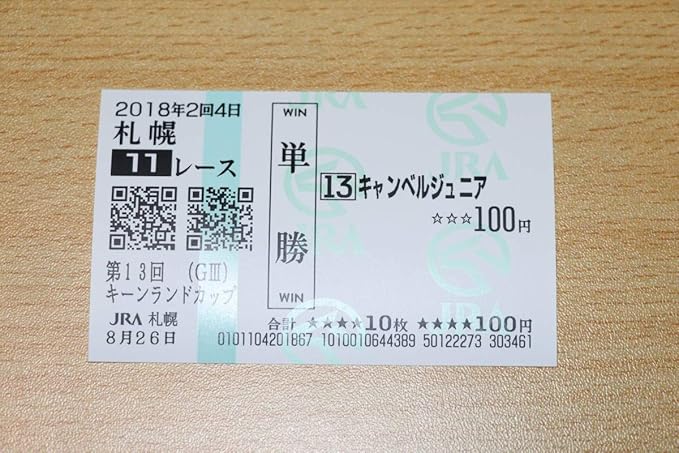 2018年2回4日
札幌
11レース
第13回 (GⅢ)
キーンランドカップ
JRA 札幌
8月26日
WIN
単勝
WIN
13 キャンベルジュニア
☆☆☆100円
合計 ★★★★10枚 ★★★★100円
0101104201867 1010010644389 50122273 303461
JRA
JRA
JRA